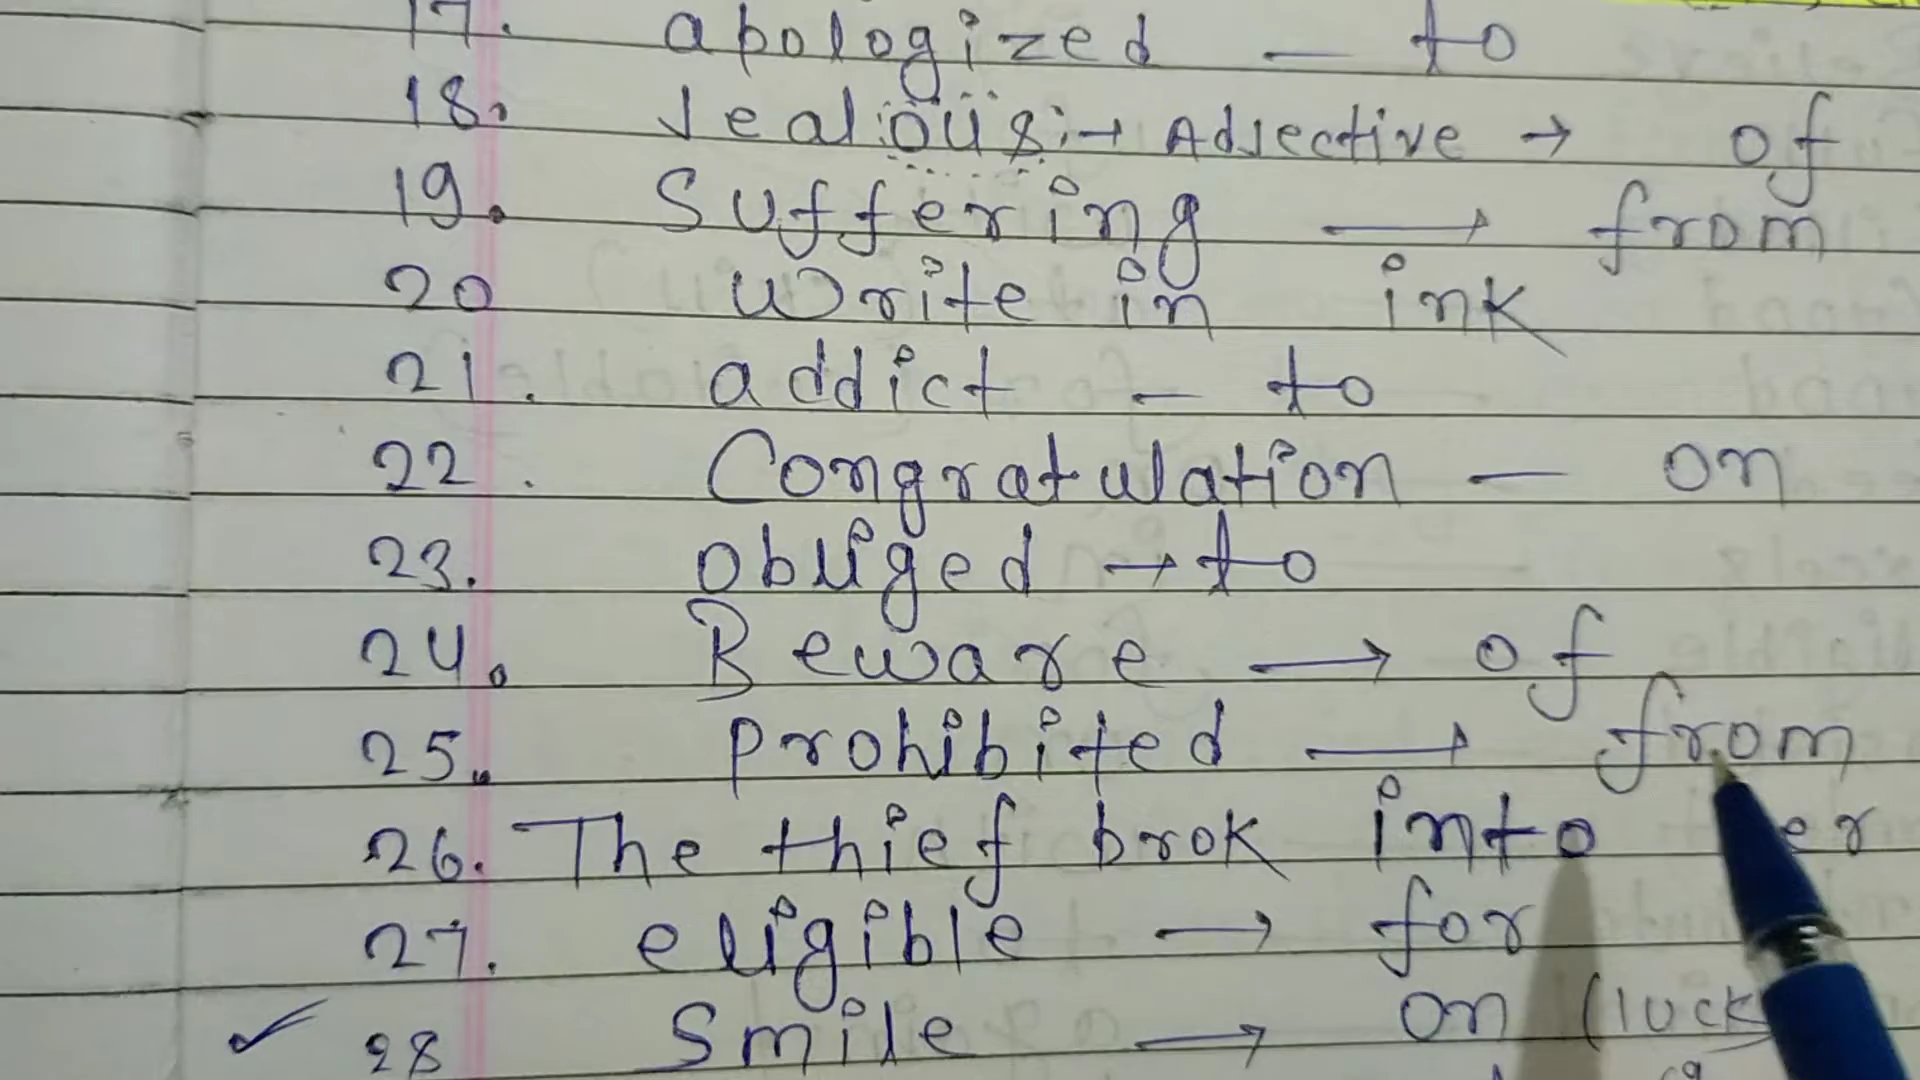 17. apologized — to
18. Jealous → Adjective → of
19. Suffering → from
20 write in ink
21. addict — to
22. Congratulation — on
23. obliged → to
24. Beware → of
25. Prohibited → from
26. The thief brok into
27. eligible → for
28 Smile → on (luck